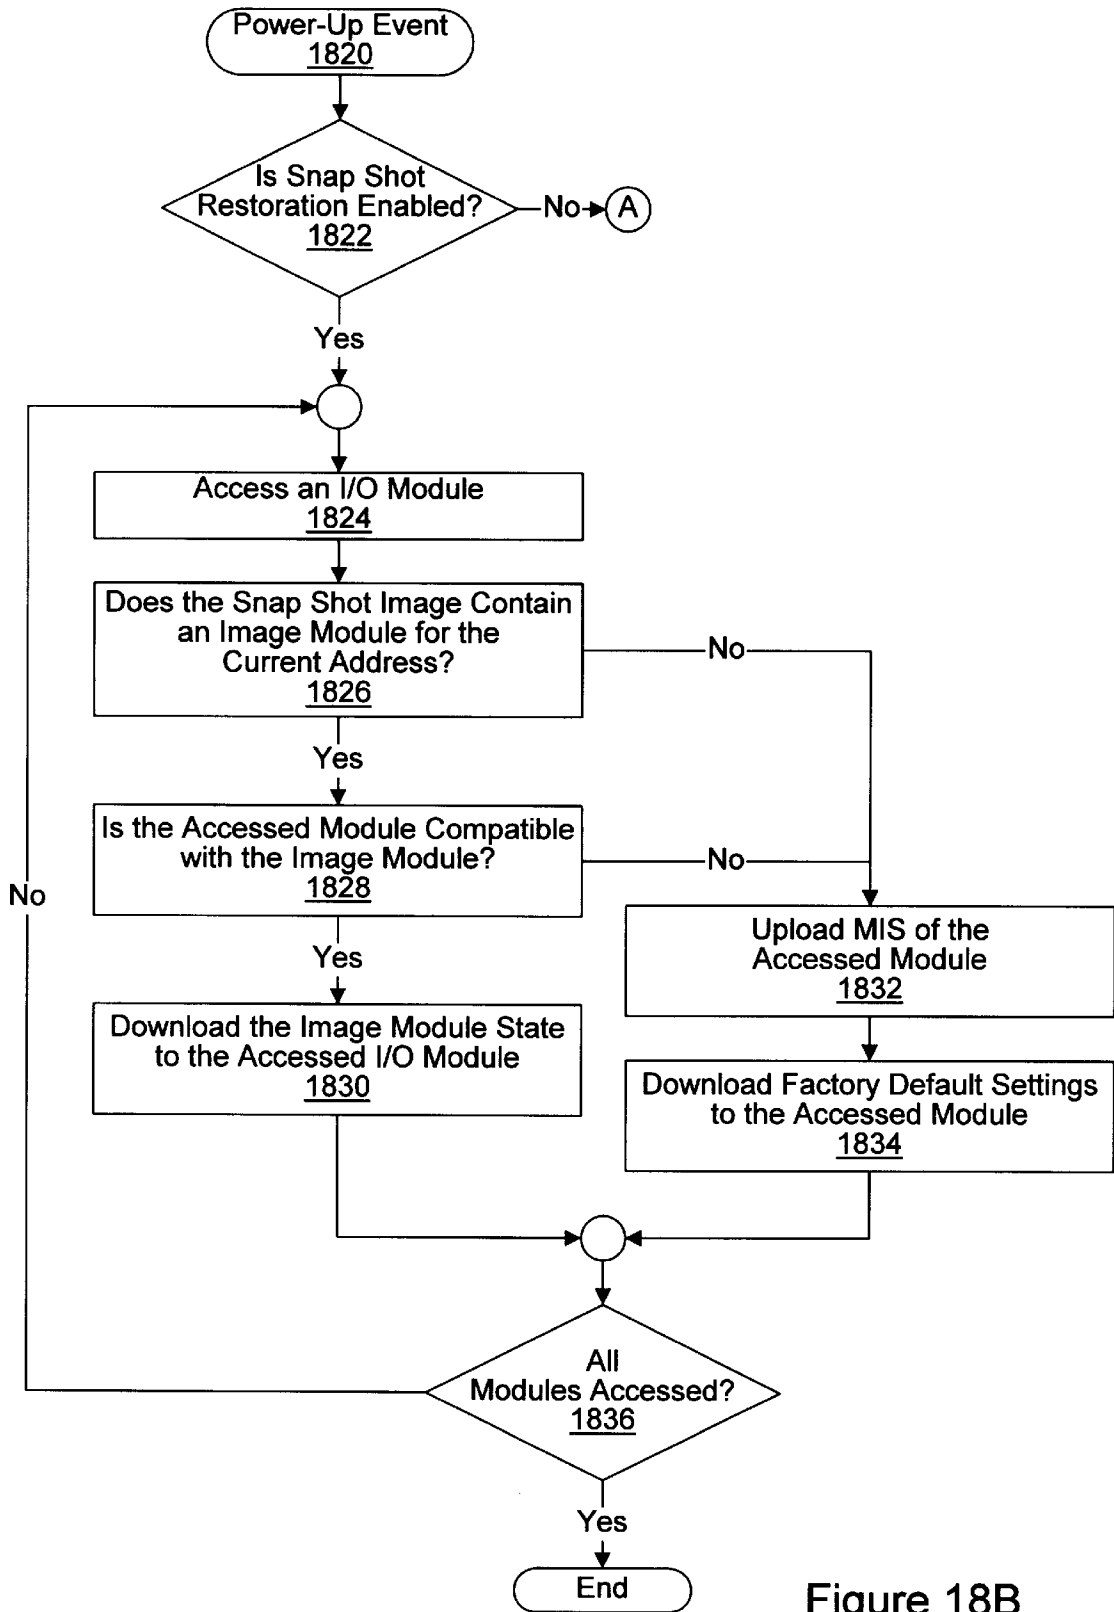 Power-Up Event
1820
Is Snap Shot
Restoration Enabled?
1822
No
A
Yes
Access an I/O Module
1824
Does the Snap Shot Image Contain
an Image Module for the
Current Address?
1826
No
Yes
Is the Accessed Module Compatible
with the Image Module?
1828
No
No
Yes
Upload MIS of the
Accessed Module
1832
Download the Image Module State
to the Accessed I/O Module
1830
Download Factory Default Settings
to the Accessed Module
1834
All
Modules Accessed?
1836
Yes
End
Figure 18B